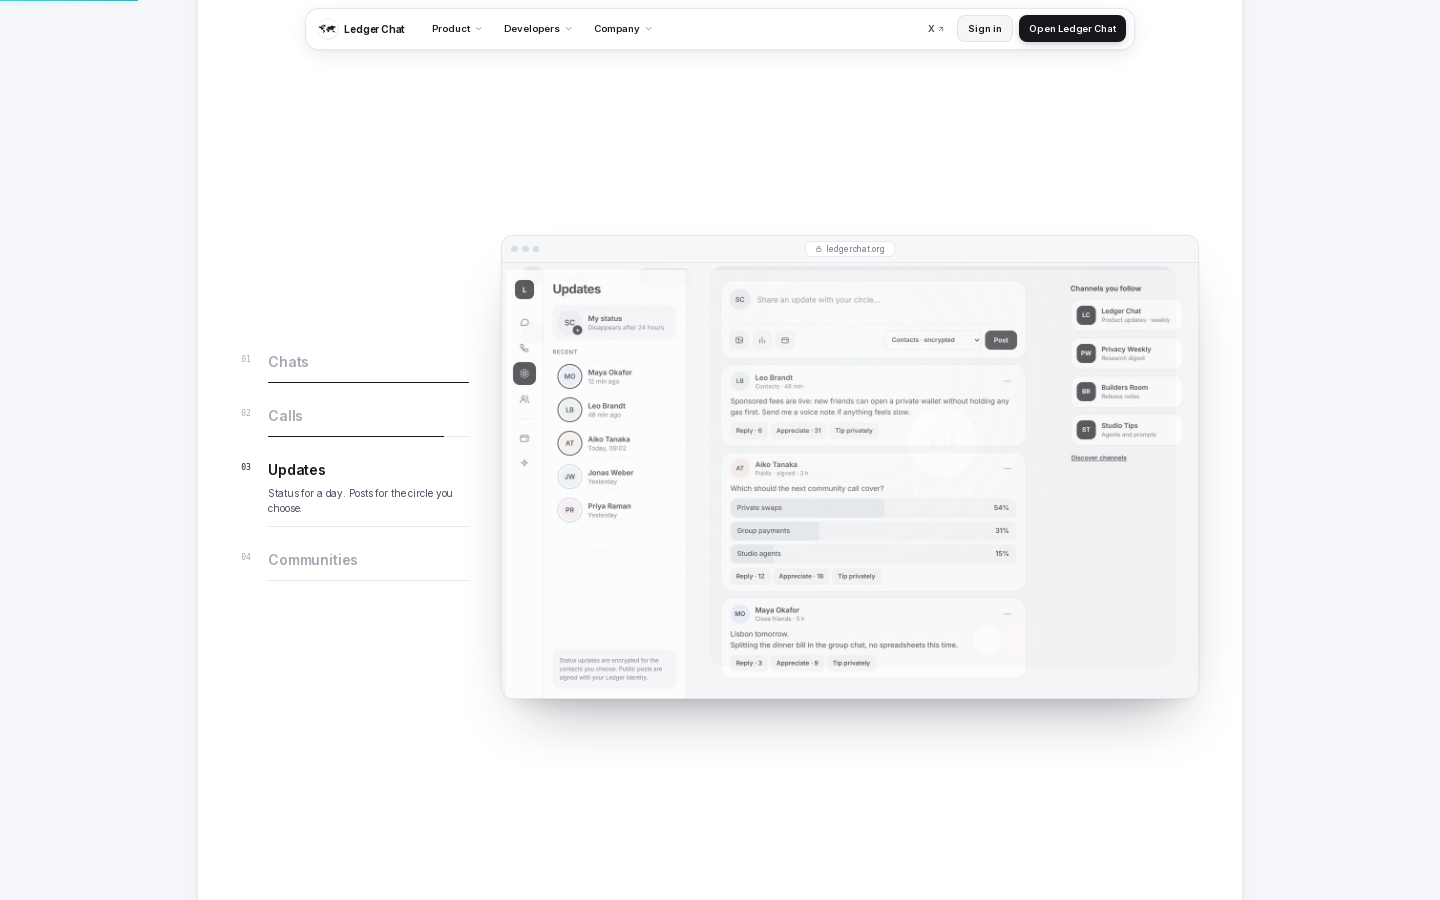 Ledger Chat
Product
Developers
Company
X
Sign in
Open Ledger Chat
01
Chats
02
Calls
03
Updates
Status for a day. Posts for the circle you
choose.
04
Communities
ledgerchat.org
L
Updates
SC
My status
Disappears after 24 hours
RECENT
MO
Maya Okafor
12 min ago
LB
Leo Brandt
48 min ago
AT
Aiko Tanaka
Today, 09:02
JW
Jonas Weber
Yesterday
PR
Priya Raman
Yesterday
Status updates are encrypted for the
contacts you choose. Public posts are
signed with your Ledger identity.
SC
Share an update with your circle...
Contacts · encrypted
Post
LB
Leo Brandt
Contacts · 48 min
Sponsored fees are live: new friends can open a private wallet without holding any
gas first. Send me a voice note if anything feels slow.
Reply · 6
Appreciate · 31
Tip privately
LB
AT
Aiko Tanaka
Public · signed · 3 h
Which should the next community call cover?
Private swaps
54%
Group payments
31%
Studio agents
15%
Reply · 12
Appreciate · 18
Tip privately
MO
Maya Okafor
Close friends · 5 h
Lisbon tomorrow.
Splitting the dinner bill in the group chat, no spreadsheets this time.
Reply · 3
Appreciate · 9
Tip privately
Channels you follow
LC
Ledger Chat
Product updates · weekly
PW
Privacy Weekly
Research digest
BR
Builders Room
Release notes
ST
Studio Tips
Agents and prompts
Discover channels